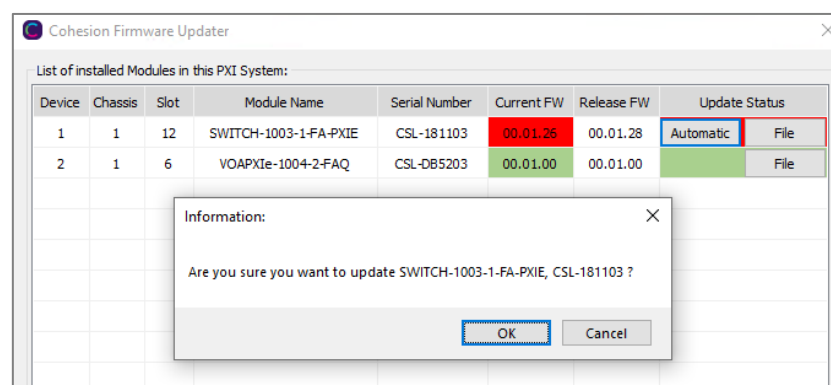 Cohesion Firmware Updater
List of installed Modules in this PXI System:
Device Chassis Slot Module Name Serial Number Current FW Release FW Update Status
1 1 12 SWITCH-1003-1-FA-PXIE CSL-181103 00.01.26 00.01.28 Automatic File
2 1 6 VOAPXIe-1004-2-FAQ CSL-DB5203 00.01.00 00.01.00 File
Information:
Are you sure you want to update SWITCH-1003-1-FA-PXIE, CSL-181103 ?
OK Cancel